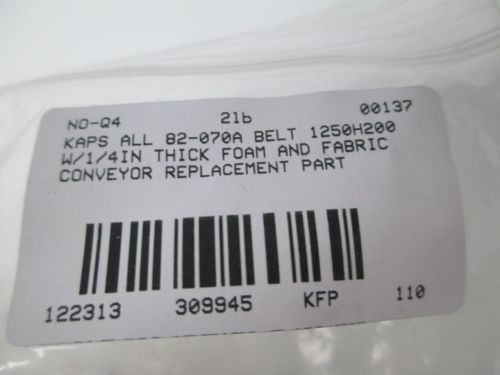 NO-Q4 2lb 00137
KAPS ALL 82-070A BELT 1250H200
W/1/4IN THICK FOAM AND FABRIC
CONVEYOR REPLACEMENT PART
122313 309945 KFP 110